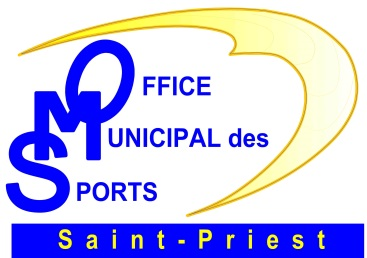 OFFICE
MUNICIPAL des
SPORTS
Saint-Priest